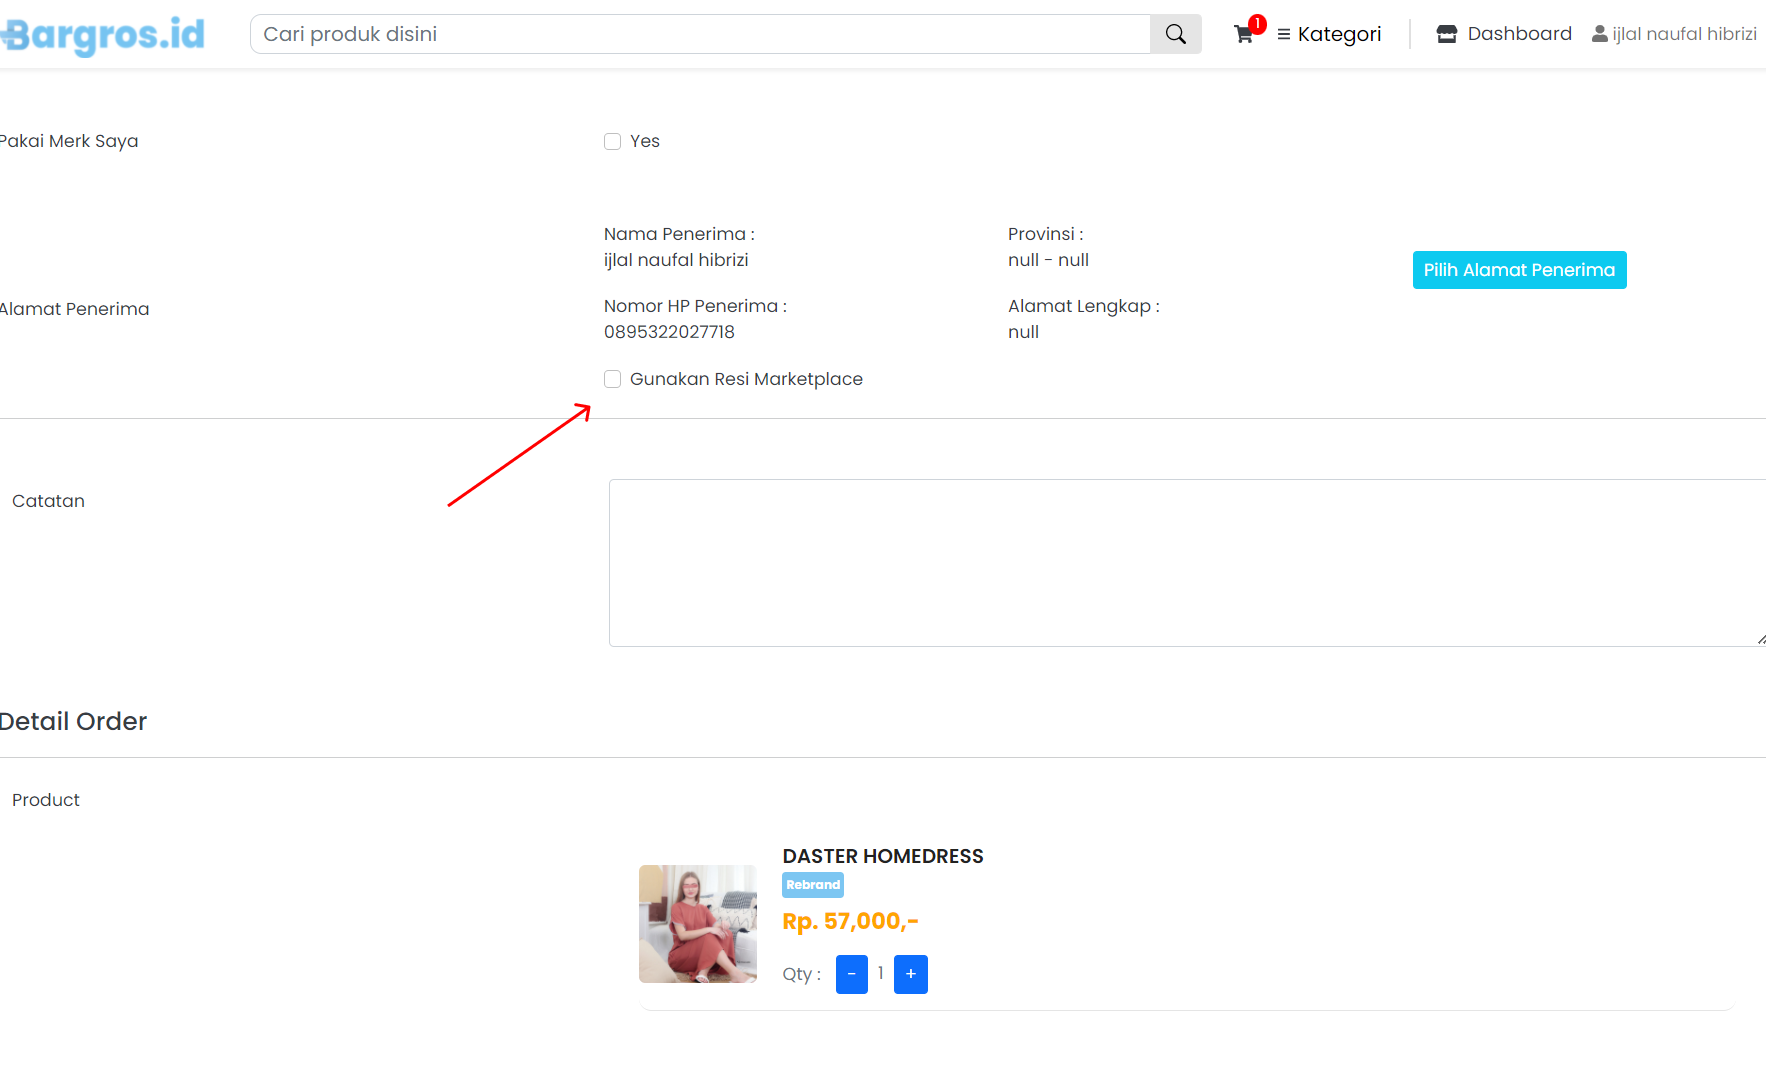 Bargros.id
Cari produk disini
1
Kategori
Dashboard
ijlal naufal hibrizi
Pakai Merk Saya
Yes
Alamat Penerima
Nama Penerima :
ijlal naufal hibrizi
Provinsi :
null - null
Pilih Alamat Penerima
Nomor HP Penerima :
0895322027718
Alamat Lengkap :
null
Gunakan Resi Marketplace
Catatan
Detail Order
Product
DASTER HOMEDRESS
Rebrand
Rp. 57,000,-
Qty : - 1 +